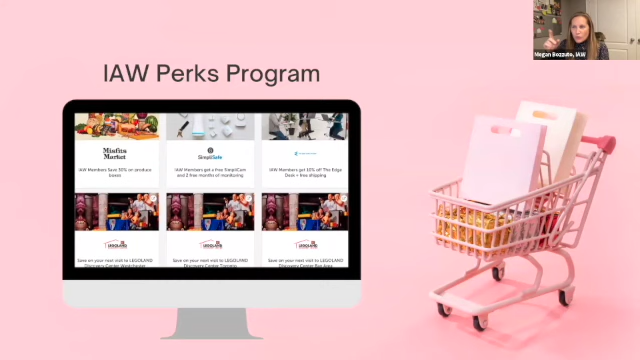 Megan Bozzuto, IAW
IAW Perks Program
Misfits
Market
SimpliSafe
IAW Members Save 50% on produce
boxes
IAW Members get a free SimpliCam
and 2 free months of monitoring
IAW Members get 10% off The Edge
Desk + free shipping
LEGOLAND
LEGOLAND
LEGOLAND
Save on your next visit to LEGOLAND
Discovery Center Westchester
Save on your next visit to LEGOLAND
Discovery Center Toronto
Save on your next visit to LEGOLAND
Discovery Center Bay Area